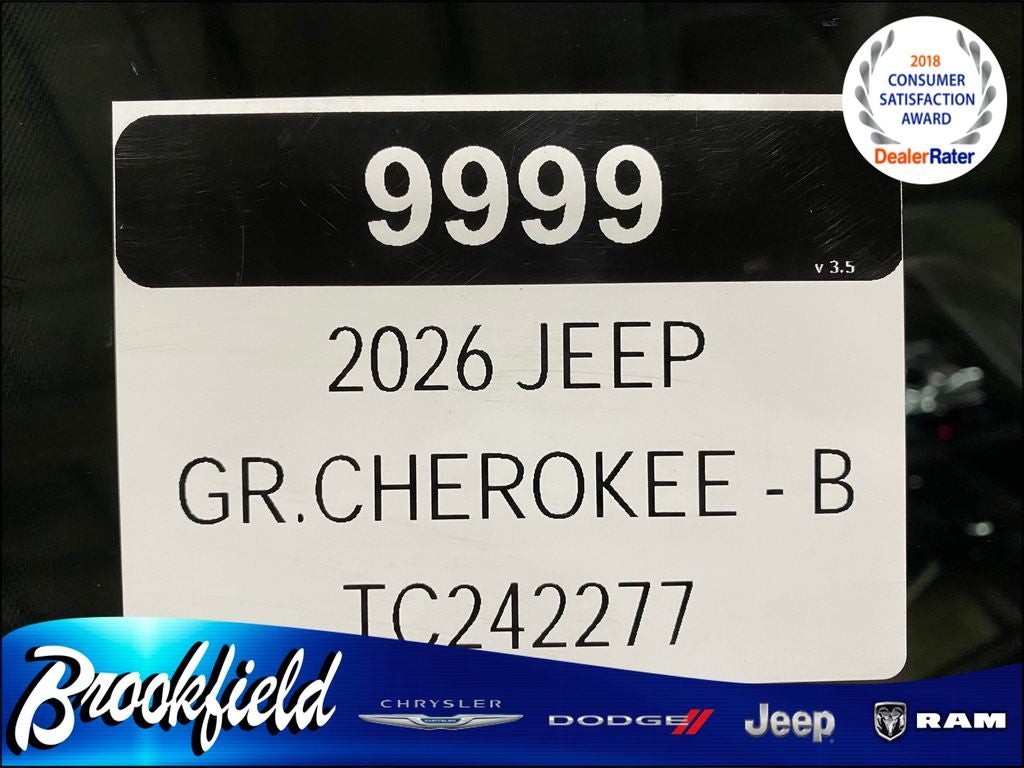 2018
CONSUMER
SATISFACTION
AWARD
DealerRater
9999
v 3.5
2026 JEEP
GR.CHEROKEE - B
TC242277
Brookfield
CHRYSLER
DODGE
Jeep
RAM